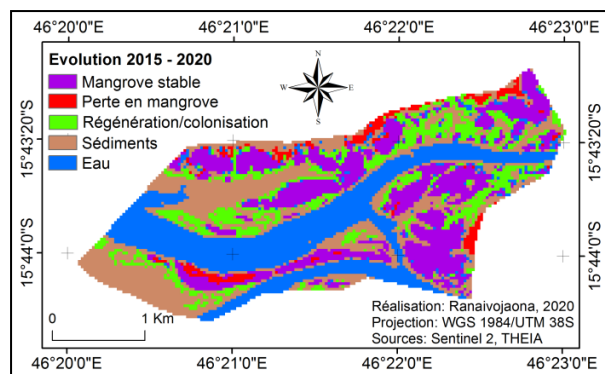 46°20'0"E 46°21'0"E 46°22'0"E 46°23'0"E
Evolution 2015 - 2020
Mangrove stable
Perte en mangrove
Régénération/colonisation
Sédiments
Eau
N
W E
S
15°43'20"S 15°43'20"S
15°44'0"S 15°44'0"S
Réalisation: Ranaivojaona, 2020
Projection: WGS 1984/UTM 38S
Sources: Sentinel 2, THEIA
0 1 Km
46°20'0"E 46°21'0"E 46°22'0"E 46°23'0"E